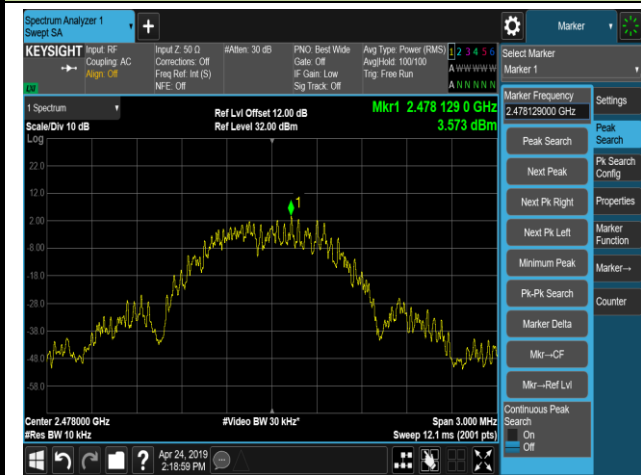 Spectrum Analyzer 1
Swept SA
+
Marker
KEYSIGHT
Input: RF
Coupling: AC
Align: Off
Input Z: 50 Ω
Corrections: Off
Freq Ref: Int (S)
NFE: Off
#Atten: 30 dB
PNO: Best Wide
Gate: Off
IF Gain: Low
Sig Track: Off
Avg Type: Power (RMS)
Avg|Hold: 100/100
Trig: Free Run
1 2 3 4 5 6
A W W W W W
A N N N N N
LXI
Select Marker
Marker 1
1 Spectrum
Scale/Div 10 dB
Ref Lvl Offset 12.00 dB
Ref Level 32.00 dBm
Mkr1 2.478 129 0 GHz
3.573 dBm
Log
22.0
12.0
2.00
-8.00
-18.0
-28.0
-38.0
-48.0
-58.0
1
Center 2.478000 GHz
#Res BW 10 kHz
#Video BW 30 kHz*
Span 3.000 MHz
Sweep 12.1 ms (2001 pts)
Marker Frequency
2.478129000 GHz
Peak Search
Next Peak
Next Pk Right
Next Pk Left
Minimum Peak
Pk-Pk Search
Marker Delta
Mkr→CF
Mkr→Ref Lvl
Continuous Peak
Search
On
Off
Settings
Peak
Search
Pk Search
Config
Properties
Marker
Function
Marker→
Counter
?
Apr 24, 2019
2:18:59 PM